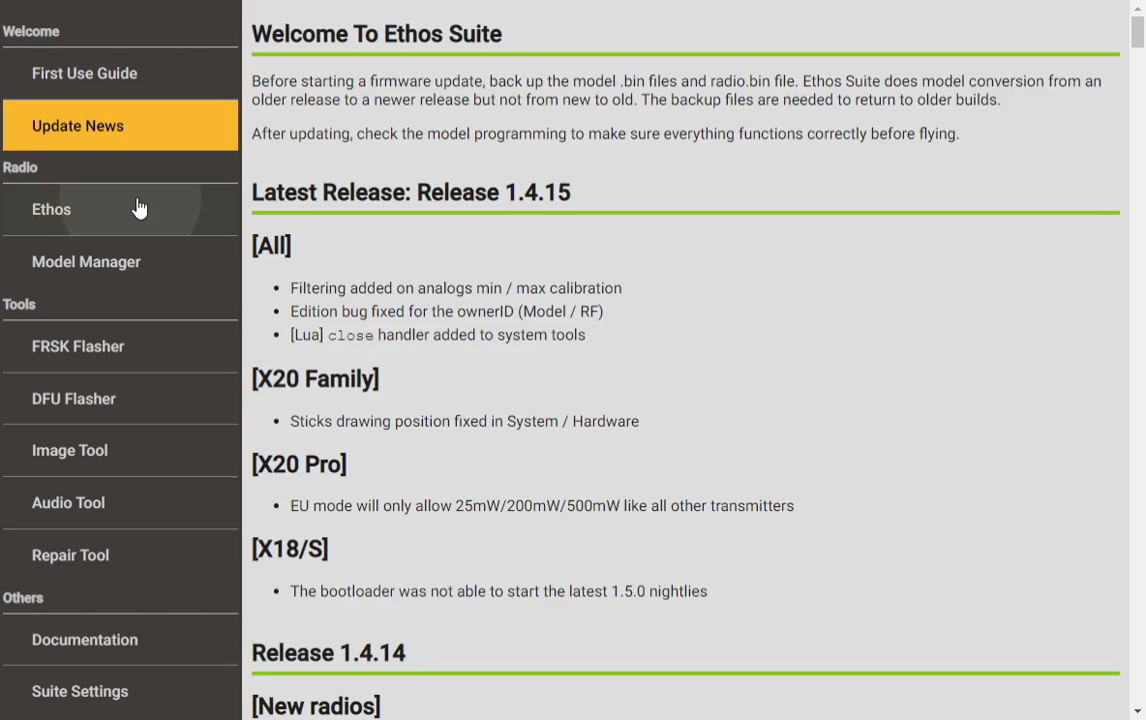 Welcome
First Use Guide
Update News
Radio
Ethos
Model Manager
Tools
FRSK Flasher
DFU Flasher
Image Tool
Audio Tool
Repair Tool
Others
Documentation
Suite Settings
Welcome To Ethos Suite
Before starting a firmware update, back up the model .bin files and radio.bin file. Ethos Suite does model conversion from an
older release to a newer release but not from new to old. The backup files are needed to return to older builds.
After updating, check the model programming to make sure everything functions correctly before flying.
Latest Release: Release 1.4.15
[All]
• Filtering added on analogs min / max calibration
• Edition bug fixed for the ownerID (Model / RF)
• [Lua] close handler added to system tools
[X20 Family]
• Sticks drawing position fixed in System / Hardware
[X20 Pro]
• EU mode will only allow 25mW/200mW/500mW like all other transmitters
[X18/S]
• The bootloader was not able to start the latest 1.5.0 nightlies
Release 1.4.14
[New radios]